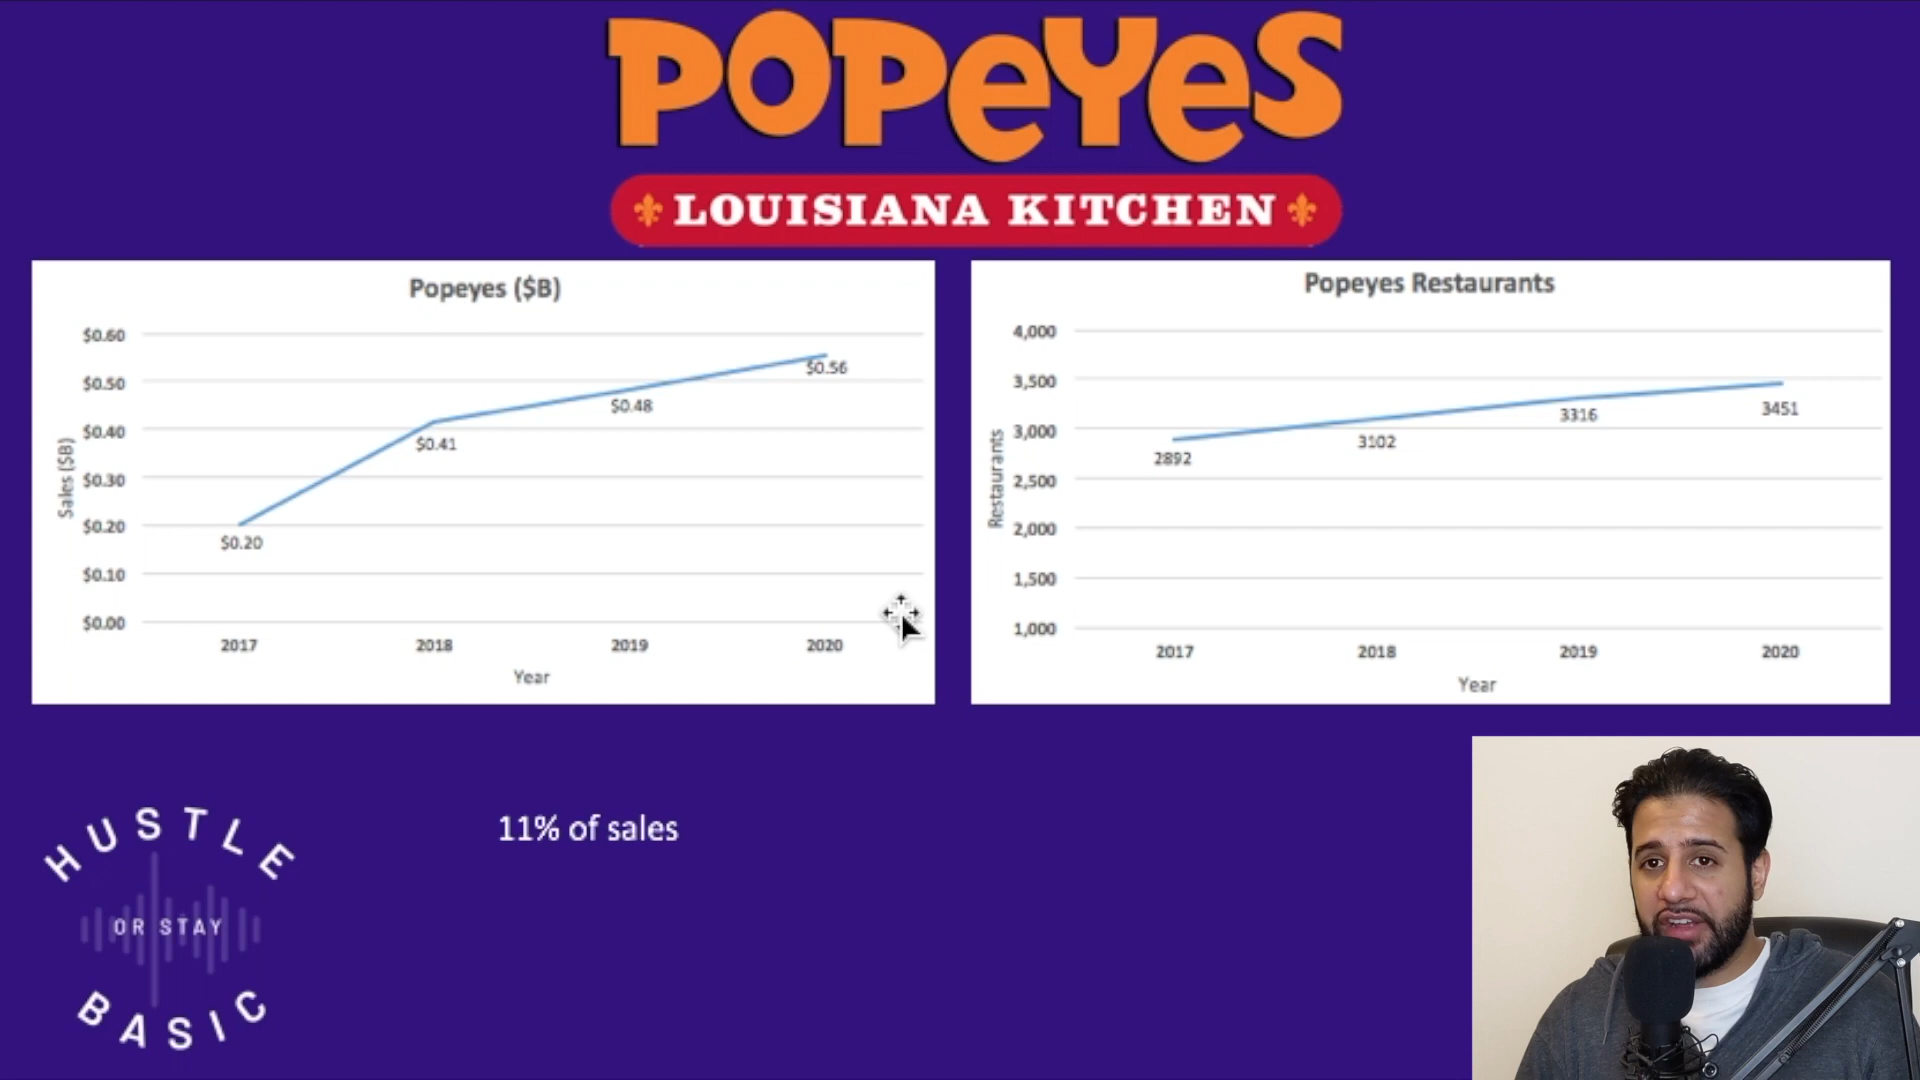 POPEYES
LOUISIANA KITCHEN
Popeyes ($B)
$0.60
$0.50
$0.40
$0.30
$0.20
$0.10
$0.00
Sales ($B)
$0.20
$0.41
$0.48
$0.56
2017 2018 2019 2020
Year
Popeyes Restaurants
4,000
3,500
3,000
2,500
2,000
1,500
1,000
Restaurants
2892
3102
3316
3451
2017 2018 2019 2020
Year
HUSTLE
OR STAY
BASIC
11% of sales